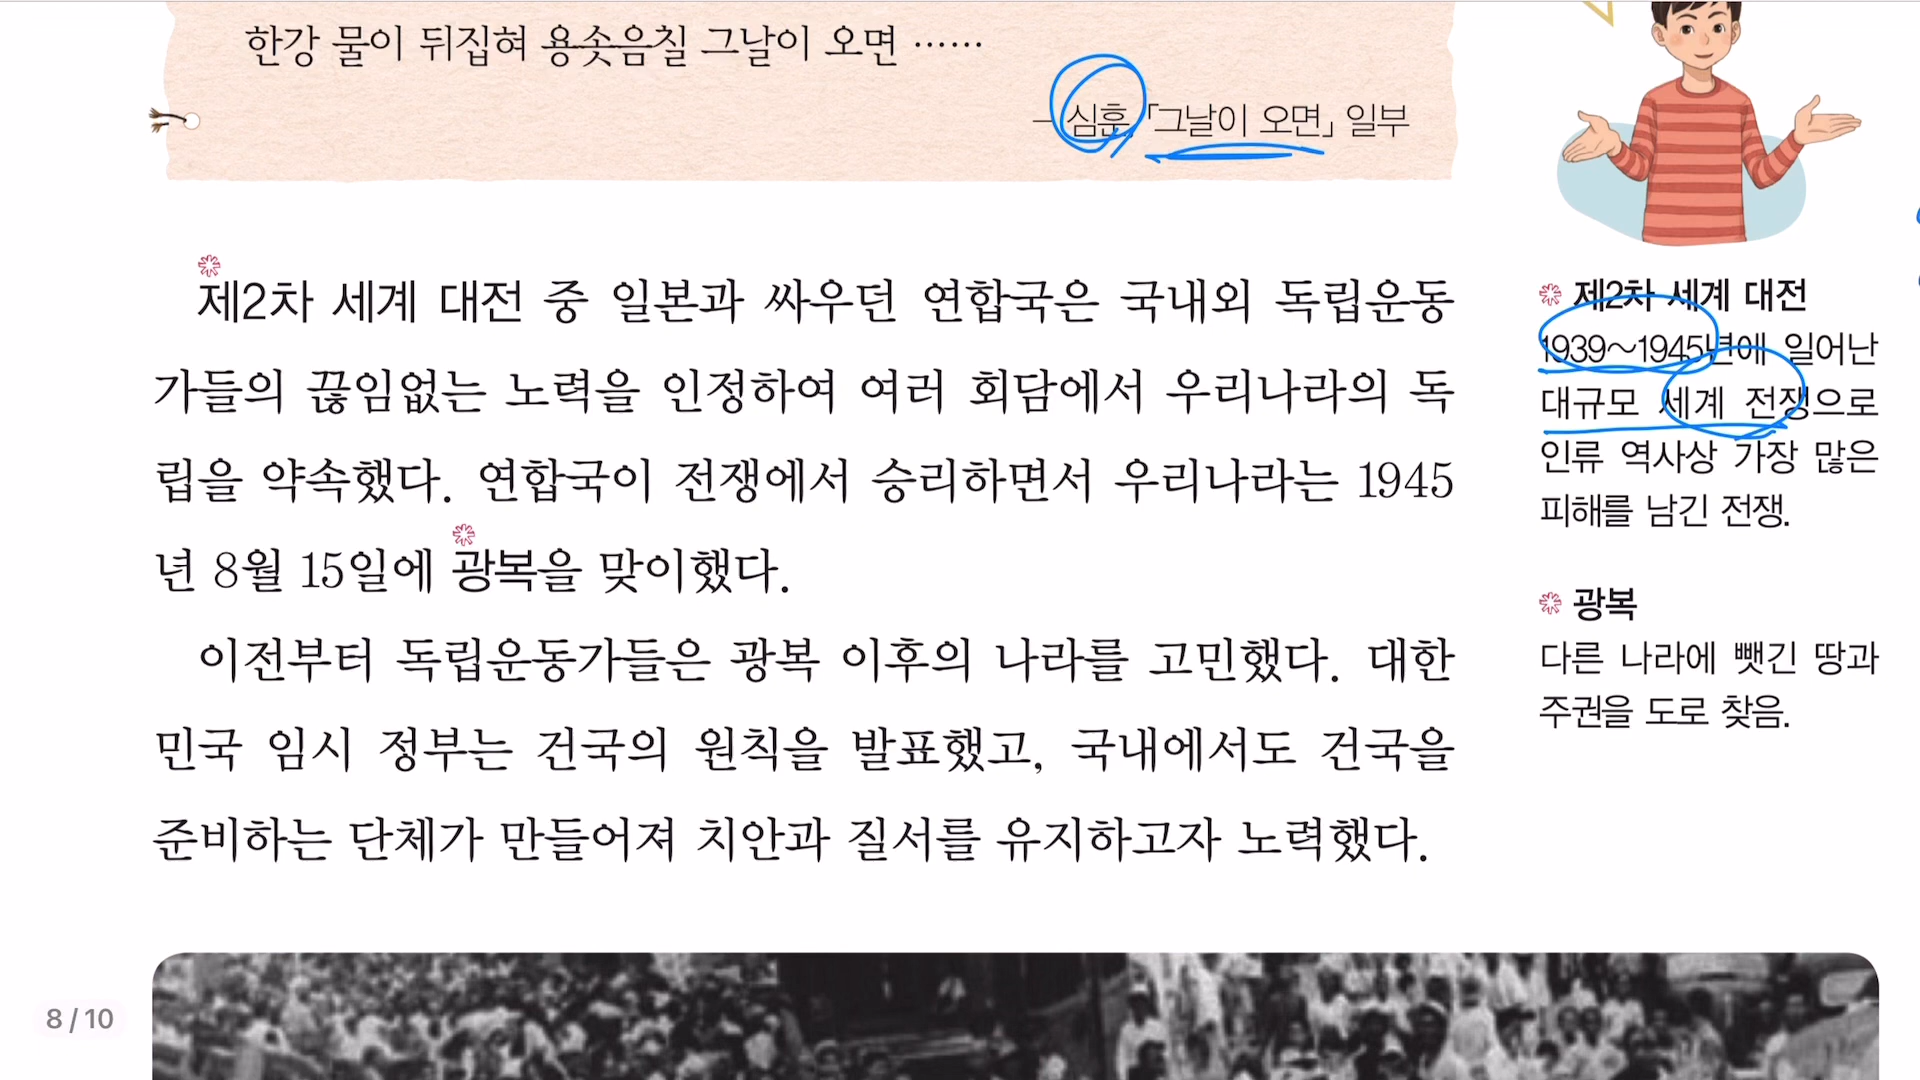 한강 물이 뒤집혀 용솟음칠 그날이 오면 ……
– 심훈, 「그날이 오면」 일부
제2차 세계 대전 중 일본과 싸우던 연합국은 국내외 독립운동
가들의 끊임없는 노력을 인정하여 여러 회담에서 우리나라의 독
립을 약속했다. 연합국이 전쟁에서 승리하면서 우리나라는 1945
년 8월 15일에 광복을 맞이했다.
이전부터 독립운동가들은 광복 이후의 나라를 고민했다. 대한
민국 임시 정부는 건국의 원칙을 발표했고, 국내에서도 건국을
준비하는 단체가 만들어져 치안과 질서를 유지하고자 노력했다.
제2차 세계 대전
1939～1945년에 일어난
대규모 세계 전쟁으로
인류 역사상 가장 많은
피해를 남긴 전쟁.
광복
다른 나라에 뺏긴 땅과
주권을 도로 찾음.
8 / 10